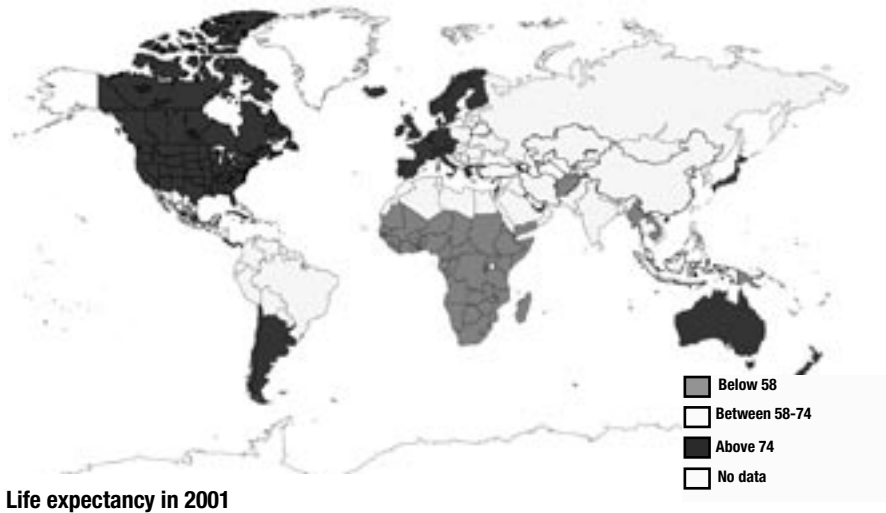 Below 58
Between 58-74
Above 74
No data
Life expectancy in 2001